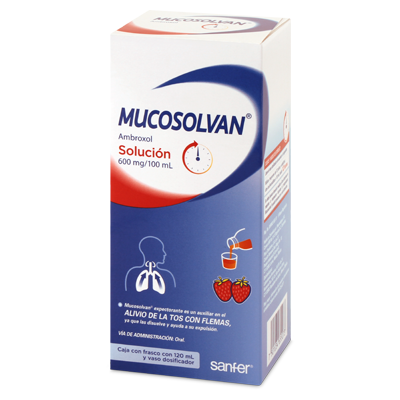 MUCOSOLVAN®
Ambroxol
Solución
600 mg/100 mL
Mucosolvan® expectorante es un auxiliar en el
ALIVIO DE LA TOS CON FLEMAS,
ya que las disuelve y ayuda a su expulsión.
VÍA DE ADMINISTRACIÓN: Oral.
Caja con frasco con 120 mL
y vaso dosificador
sanfer®